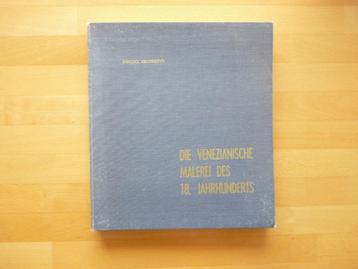 DIE VENEZIANISCHE
MALEREI DES
18. JAHRHUNDERTS